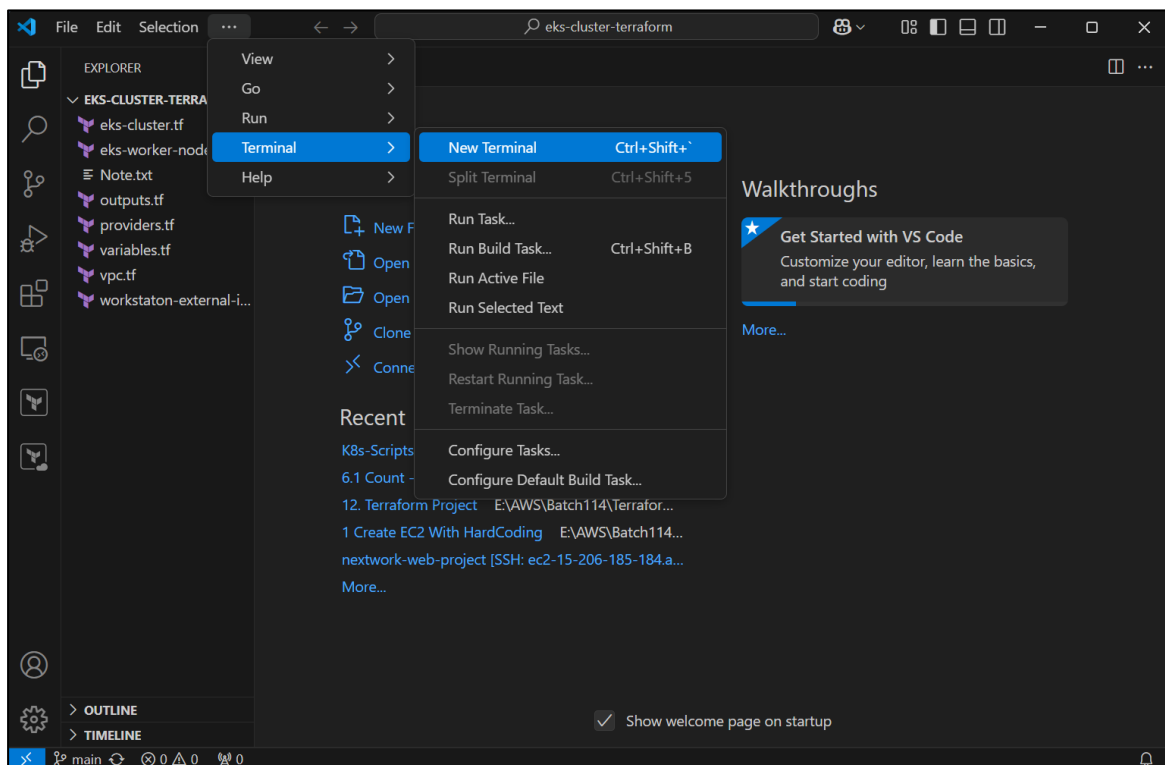 File Edit Selection ···
eks-cluster-terraform
EXPLORER
EKS-CLUSTER-TERRA
eks-cluster.tf
eks-worker-node
Note.txt
outputs.tf
providers.tf
variables.tf
vpc.tf
workstaton-external-i...
OUTLINE
TIMELINE
View
Go
Run
Terminal
Help
New Terminal Ctrl+Shift+`
Split Terminal Ctrl+Shift+5
Run Task...
Run Build Task... Ctrl+Shift+B
Run Active File
Run Selected Text
Show Running Tasks...
Restart Running Task...
Terminate Task...
Configure Tasks...
Configure Default Build Task...
New F
Open
Open
Clone
Conne
Recent
K8s-Scripts
6.1 Count -
12. Terraform Project E:\AWS\Batch114\Terrafor...
1 Create EC2 With HardCoding E:\AWS\Batch114...
nextwork-web-project [SSH: ec2-15-206-185-184.a...
More...
Walkthroughs
Get Started with VS Code
Customize your editor, learn the basics,
and start coding
More...
Show welcome page on startup
main 0 0 0